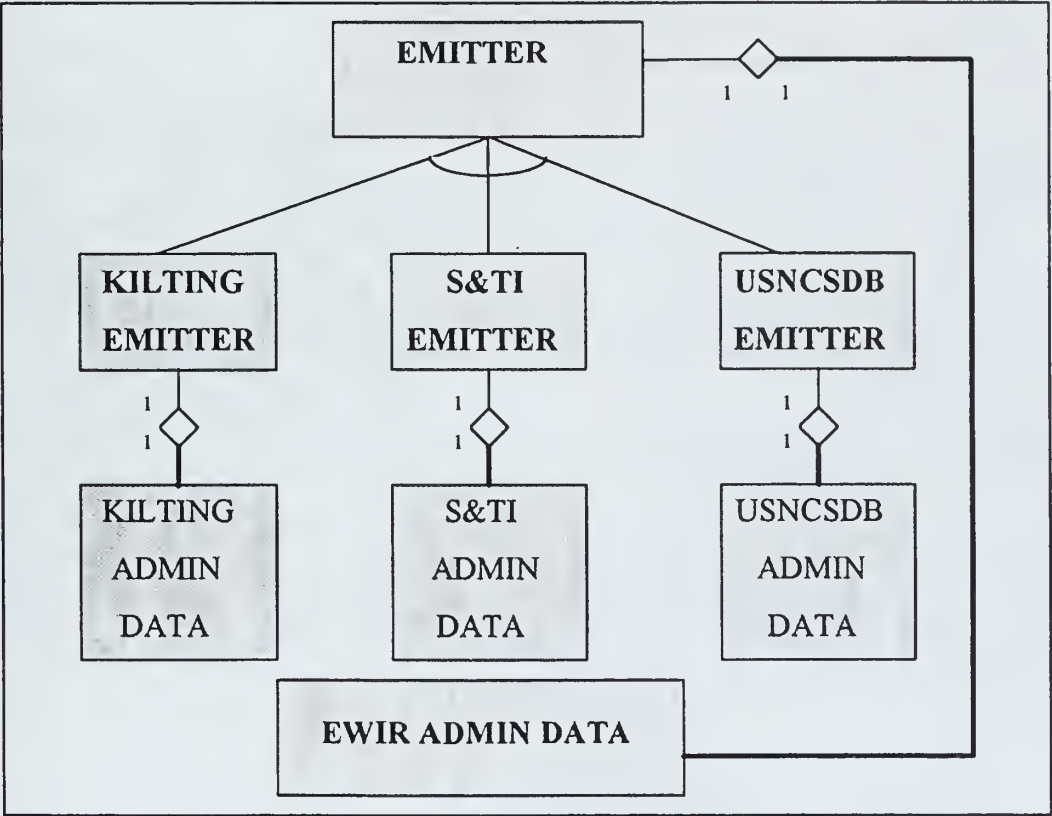 EMITTER
1 1
KILTING
EMITTER
S&TI
EMITTER
USNCSDB
EMITTER
1
1
1
1
1
1
KILTING
ADMIN
DATA
S&TI
ADMIN
DATA
USNCSDB
ADMIN
DATA
EWIR ADMIN DATA